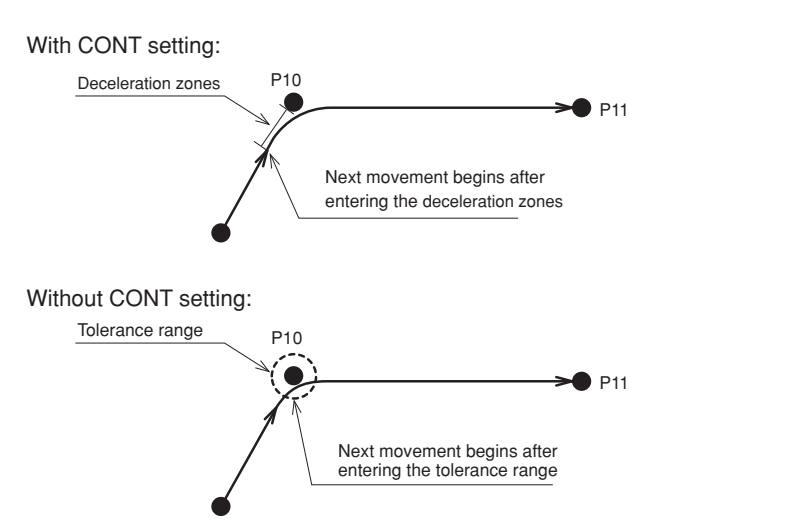 With CONT setting:
Deceleration zones
P10
P11
Next movement begins after
entering the deceleration zones
Without CONT setting:
Tolerance range
P10
P11
Next movement begins after
entering the tolerance range